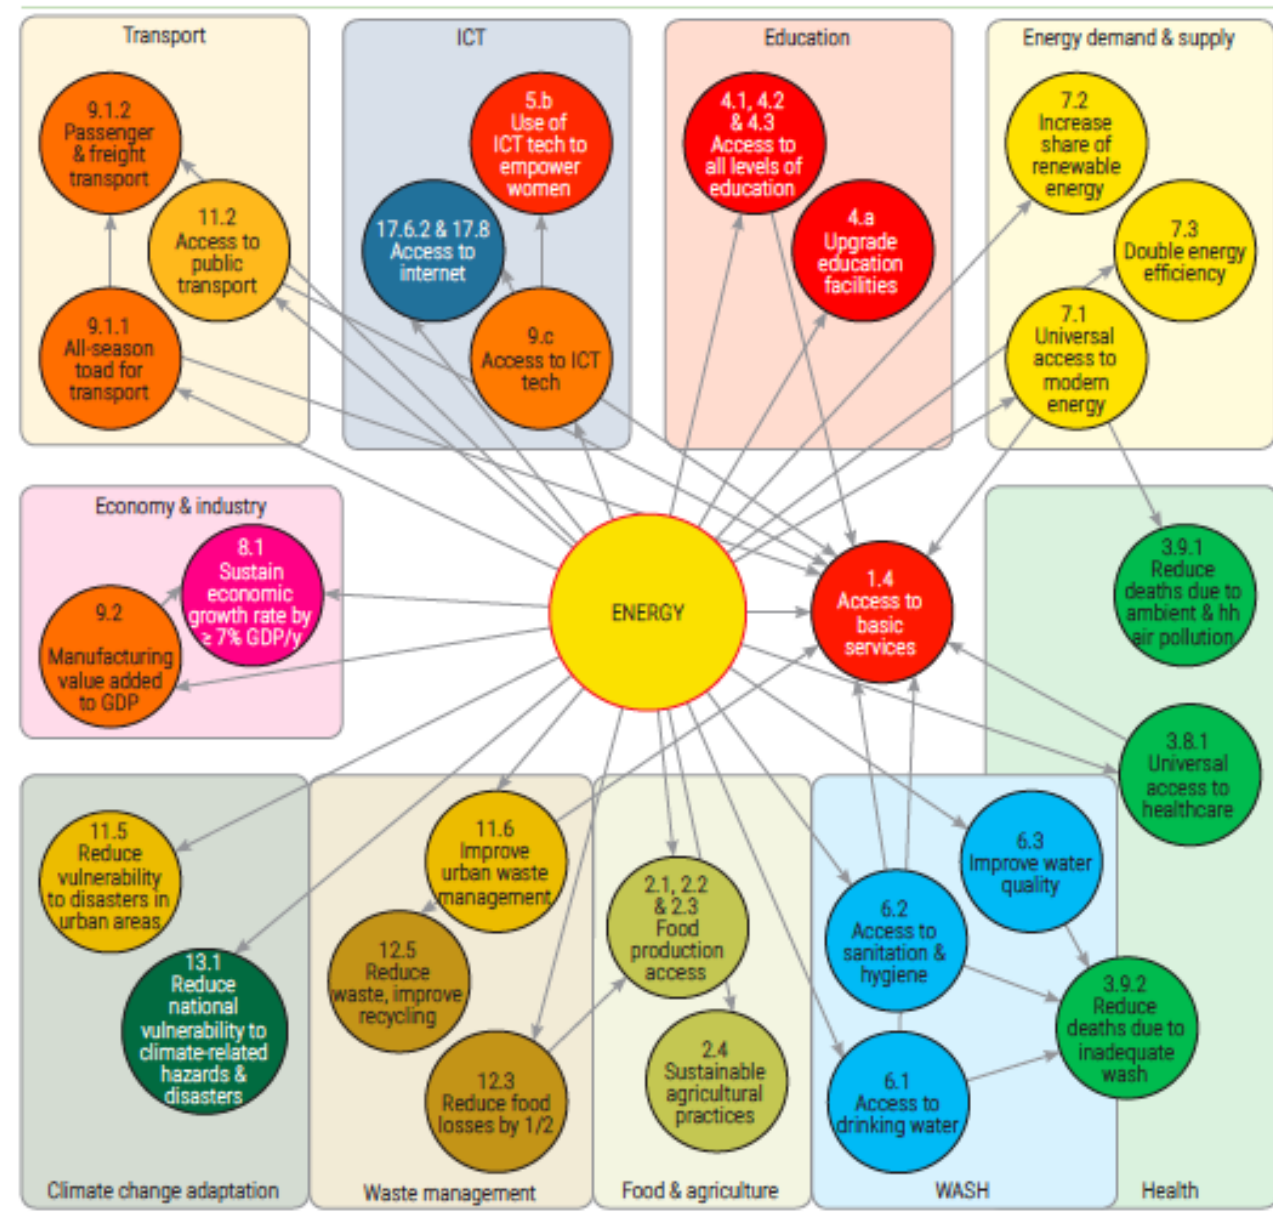 Transport
9.1.2
Passenger
& freight
transport
11.2
Access to
public
transport
9.1.1
All-season
toad for
transport
ICT
5.b
Use of
ICT tech to
empower
women
17.6.2 & 17.8
Access to
internet
9.c
Access to ICT
tech
Education
4.1, 4.2
& 4.3
Access to
all levels of
education
4.a
Upgrade
education
facilities
Energy demand & supply
7.2
Increase
share of
renewable
energy
7.3
Double energy
efficiency
7.1
Universal
access to
modern
energy
Economy & industry
8.1
Sustain
economic
growth rate by
≥ 7% GDP/y
9.2
Manufacturing
value added
to GDP
ENERGY
1.4
Access to
basic
services
3.9.1
Reduce
deaths due to
ambient & hh
air pollution
3.8.1
Universal
access to
healthcare
11.5
Reduce
vulnerability
to disasters in
urban areas
13.1
Reduce
national
vulnerability to
climate-related
hazards &
disasters
Climate change adaptation
11.6
Improve
urban waste
management
12.5
Reduce
waste, improve
recycling
12.3
Reduce food
losses by 1/2
Waste management
2.1, 2.2
& 2.3
Food
production
access
2.4
Sustainable
agricultural
practices
Food & agriculture
6.3
Improve water
quality
6.2
Access to
sanitation &
hygiene
6.1
Access to
drinking water
WASH
3.9.2
Reduce
deaths due to
inadequate
wash
Health